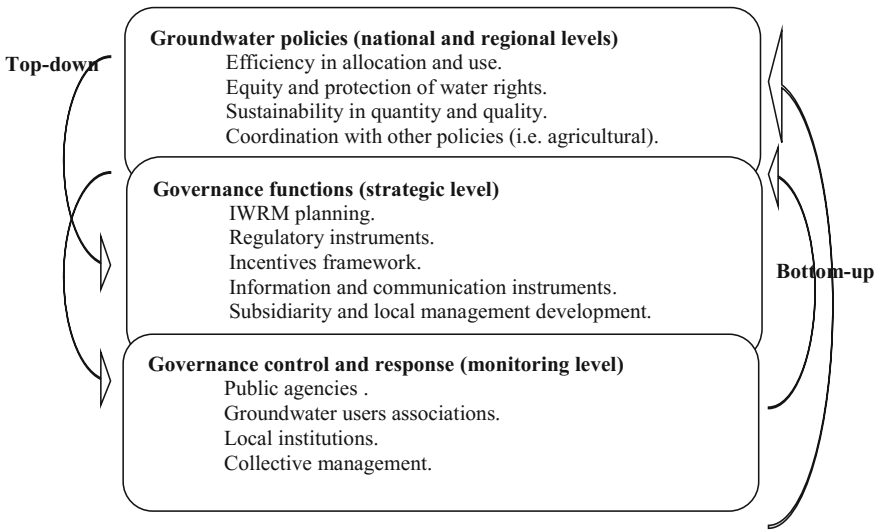 Groundwater policies (national and regional levels)
Top-down
Efficiency in allocation and use.
Equity and protection of water rights.
Sustainability in quantity and quality.
Coordination with other policies (i.e. agricultural).
Governance functions (strategic level)
IWRM planning.
Regulatory instruments.
Incentives framework.
Bottom-up
Information and communication instruments.
Subsidiarity and local management development.
Governance control and response (monitoring level)
Public agencies .
Groundwater users associations.
Local institutions.
Collective management.